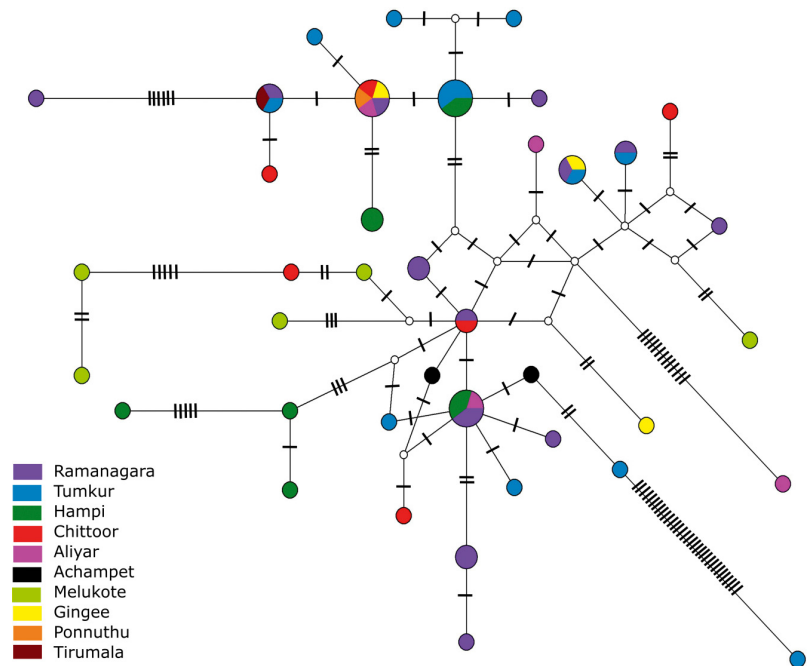 Ramanagara
Tumkur
Hampi
Chittoor
Aliyar
Achampet
Melukote
Gingee
Ponnuthu
Tirumala